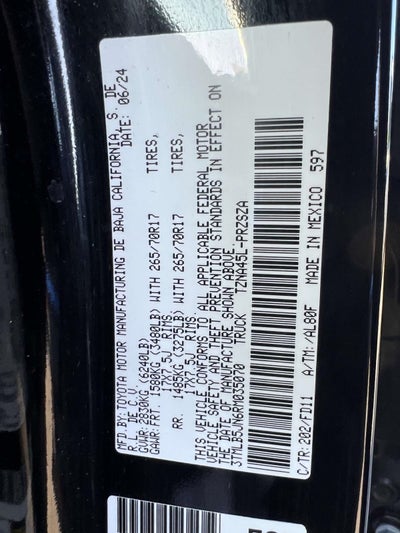 MFD. BY:TOYOTA MOTOR MANUFACTURING DE BAJA CALIFORNIA, S. DE
R. L. DE C. V. DATE: 06/24
GVWR: 2830KG (6240LB)
GAWR: FRT. 1580KG (3480LB) WITH 265/70R17 TIRES,
17X7.5J RIMS
RR. 1485KG (3275LB) WITH 265/70R17 TIRES,
17X7.5J RIMS
THIS VEHICLE CONFORMS TO ALL APPLICABLE FEDERAL MOTOR
VEHICLE SAFETY AND THEFT PREVENTION STANDARDS IN EFFECT ON
THE DATE OF MANUFACTURE SHOWN ABOVE.
3TMLB5JN6RM035070 TRUCK TZNA45L-PRZSZA
C/TR: 202/FD11 A/TM: /AL80F MADE IN MEXICO 597